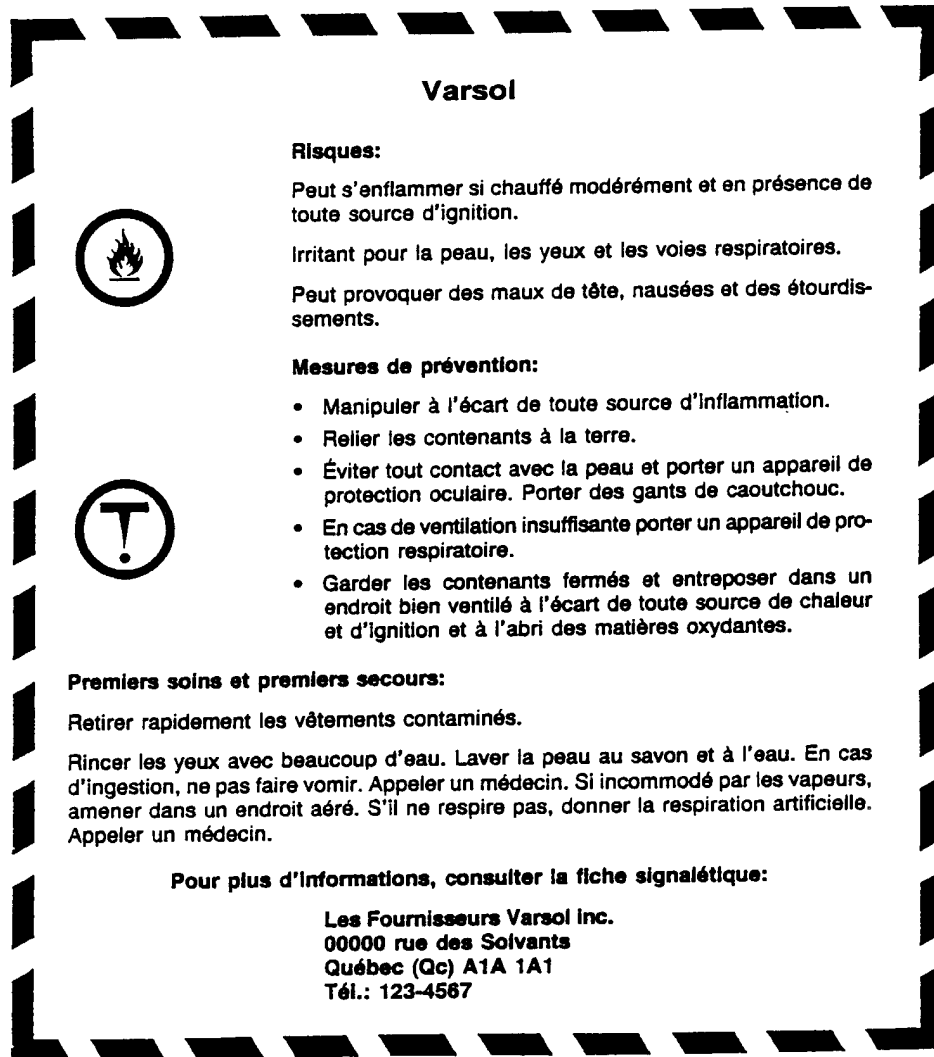 Varsol
Risques:
Peut s'enflammer si chauffé modérément et en présence de
toute source d'ignition.
Irritant pour la peau, les yeux et les voies respiratoires.
Peut provoquer des maux de tête, nausées et des étourdis-
sements.
Mesures de prévention:
• Manipuler à l'écart de toute source d'inflammation.
• Relier les contenants à la terre.
• Éviter tout contact avec la peau et porter un appareil de
protection oculaire. Porter des gants de caoutchouc.
• En cas de ventilation insuffisante porter un appareil de pro-
tection respiratoire.
• Garder les contenants fermés et entreposer dans un
endroit bien ventilé à l'écart de toute source de chaleur
et d'ignition et à l'abri des matières oxydantes.
Premiers soins et premiers secours:
Retirer rapidement les vêtements contaminés.
Rincer les yeux avec beaucoup d'eau. Laver la peau au savon et à l'eau. En cas
d'ingestion, ne pas faire vomir. Appeler un médecin. Si incommodé par les vapeurs,
amener dans un endroit aéré. S'il ne respire pas, donner la respiration artificielle.
Appeler un médecin.
Pour plus d'informations, consulter la fiche signalétique:
Les Fournisseurs Varsol inc.
00000 rue des Solvants
Québec (Qc) A1A 1A1
Tél.: 123-4567